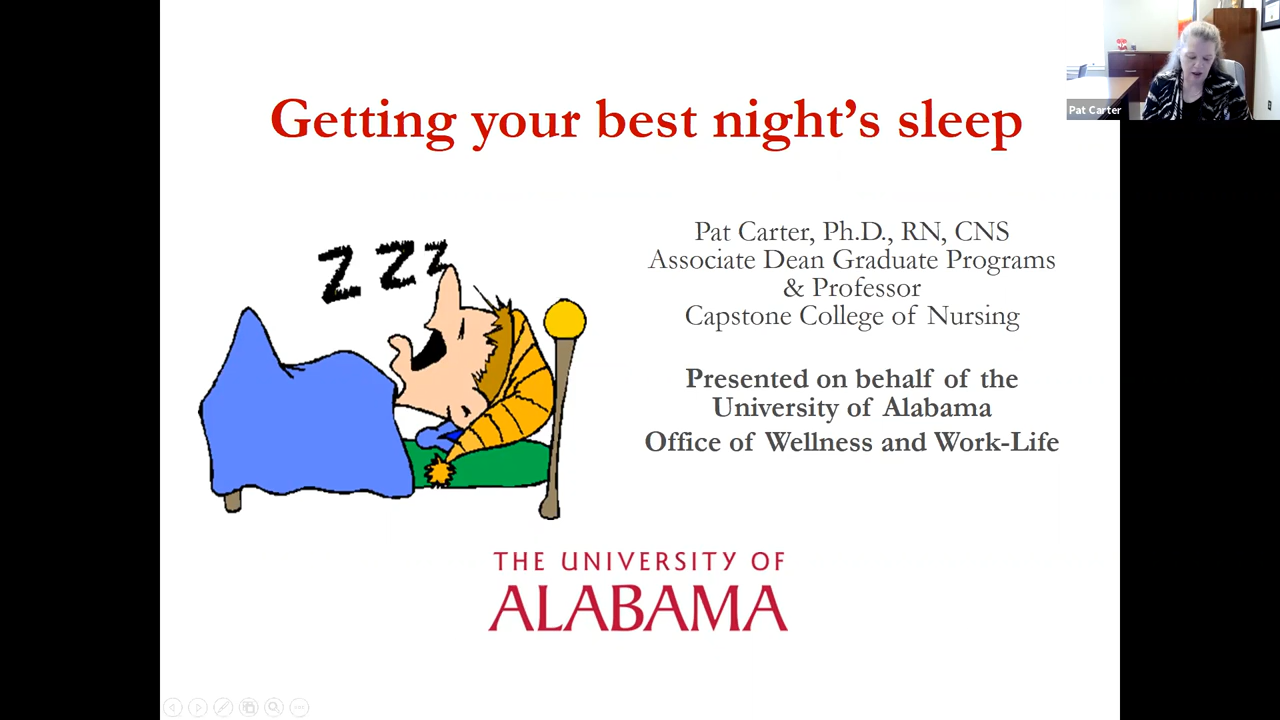 Getting your best night’s sleep
Pat Carter
Pat Carter, Ph.D., RN, CNS
Associate Dean Graduate Programs
& Professor
Capstone College of Nursing
Presented on behalf of the
University of Alabama
Office of Wellness and Work-Life
Z Z Z
THE UNIVERSITY OF
ALABAMA